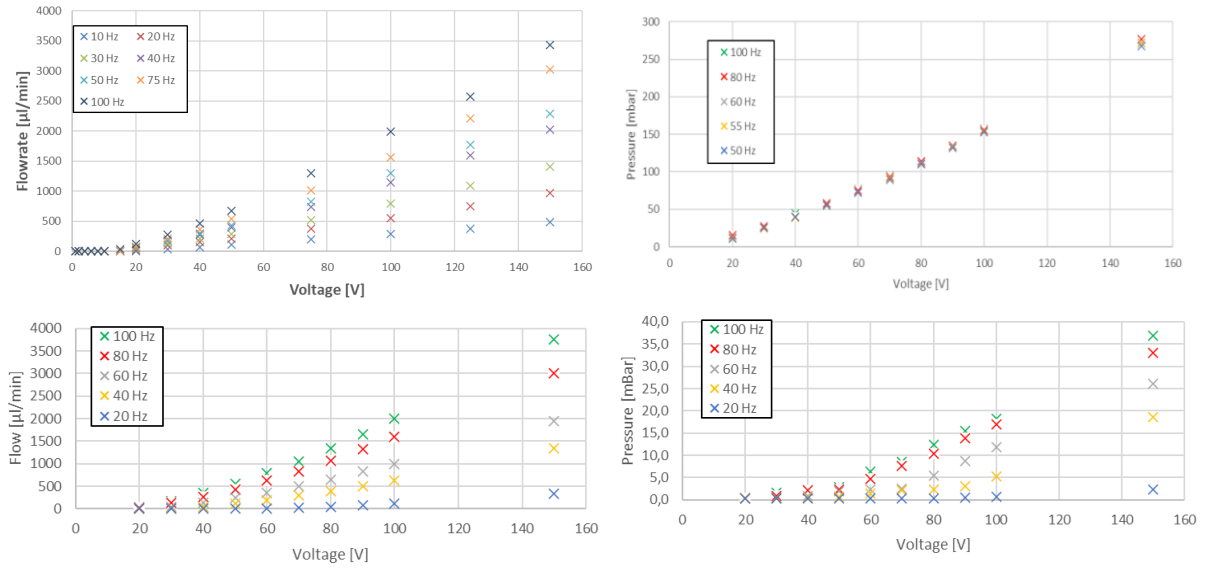 4000
3500
3000
2500
2000
1500
1000
500
0
Flowrate [µl/min]
10 Hz 20 Hz
30 Hz 40 Hz
50 Hz 75 Hz
100 Hz
0 20 40 60 80 100 120 140 160
Voltage [V]
300
250
200
150
100
50
0
Pressure [mbar]
100 Hz
80 Hz
60 Hz
55 Hz
50 Hz
0 20 40 60 80 100 120 140 160
Voltage [V]
4000
3500
3000
2500
2000
1500
1000
500
0
Flow [µl/min]
100 Hz
80 Hz
60 Hz
40 Hz
20 Hz
0 20 40 60 80 100 120 140 160
Voltage [V]
40,0
35,0
30,0
25,0
20,0
15,0
10,0
5,0
0,0
Pressure [mBar]
100 Hz
80 Hz
60 Hz
40 Hz
20 Hz
0 20 40 60 80 100 120 140 160
Voltage [V]